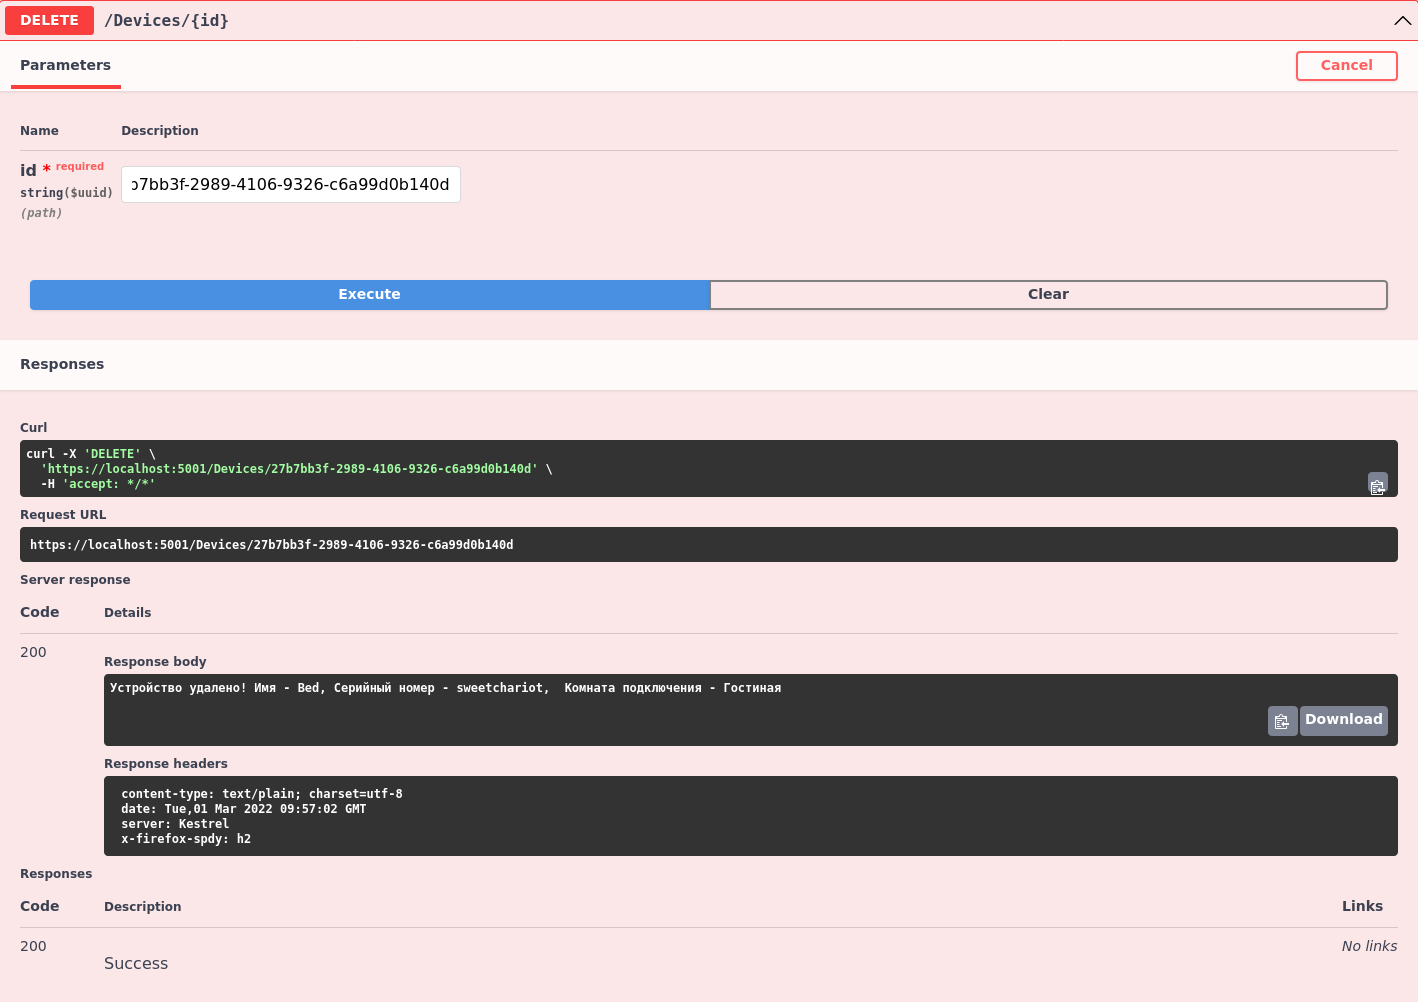 DELETE /Devices/{id}
Parameters
Cancel
Name Description
id * required
string($uuid)
(path)
b7bb3f-2989-4106-9326-c6a99d0b140d
Execute
Clear
Responses
Curl
curl -X 'DELETE' \
'https://localhost:5001/Devices/27b7bb3f-2989-4106-9326-c6a99d0b140d' \
-H 'accept: */*'
Request URL
https://localhost:5001/Devices/27b7bb3f-2989-4106-9326-c6a99d0b140d
Server response
Code Details
200
Response body
Устройство удалено! Имя - Bed, Серийный номер - sweetchariot,  Комната подключения - Гостиная
Download
Response headers
content-type: text/plain; charset=utf-8
date: Tue,01 Mar 2022 09:57:02 GMT
server: Kestrel
x-firefox-spdy: h2
Responses
Code Description Links
200
Success
No links